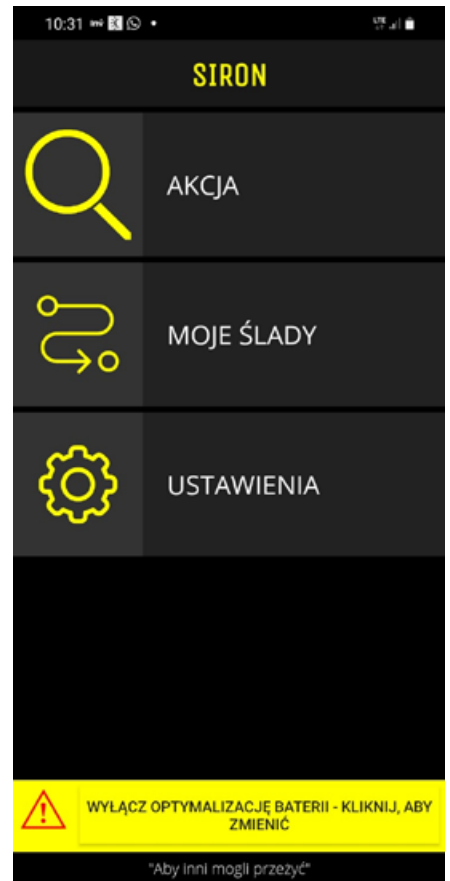 10:31
SIRON
AKCJA
MOJE ŚLADY
USTAWIENIA
WYŁĄCZ OPTYMALIZACJĘ BATERII - KLIKNIJ, ABY
ZMIENIĆ
"Aby inni mogli przeżyć"